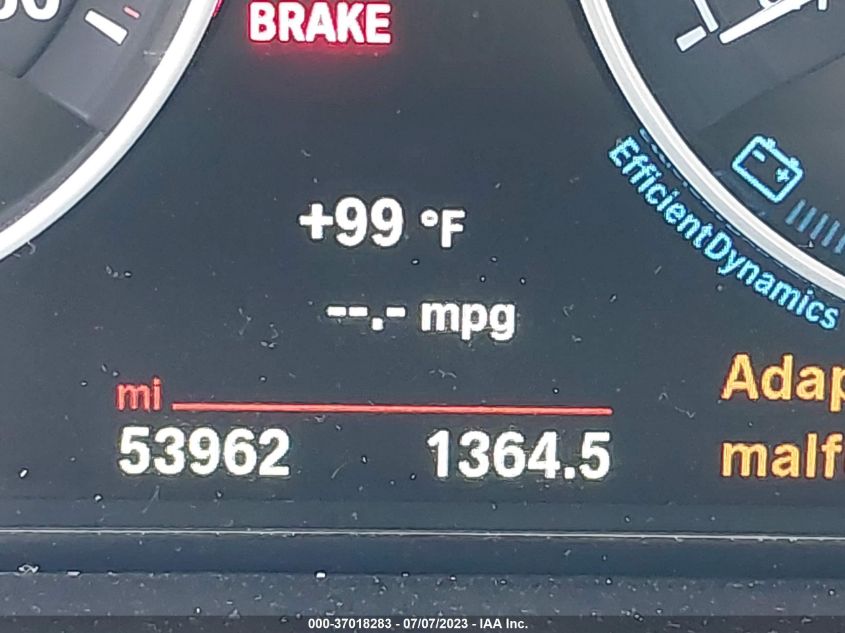 BRAKE
+99 °F
--.- mpg
EfficientDynamics
mi
53962 1364.5
Adap
malf
000-37018283 - 07/07/2023 - IAA Inc.